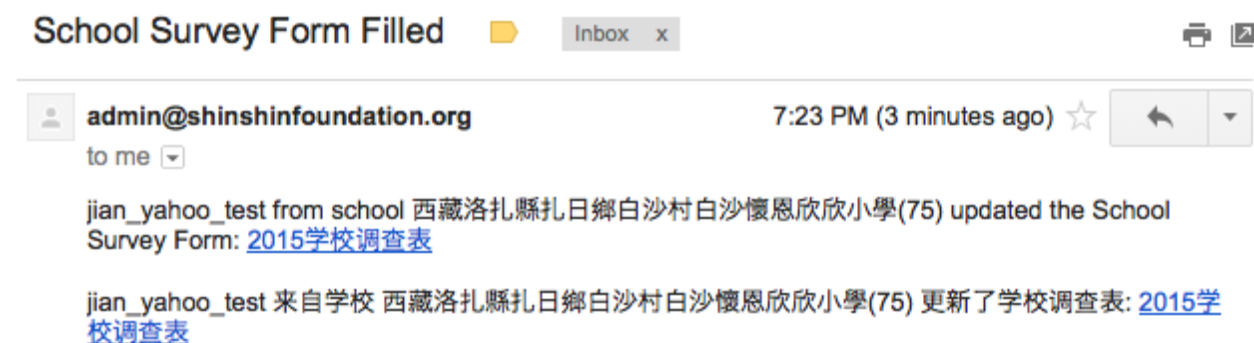 School Survey Form Filled
Inbox x
admin@shinshinfoundation.org
7:23 PM (3 minutes ago)
to me
jian_yahoo_test from school 西藏洛扎縣扎日鄉白沙村白沙懷恩欣欣小學(75) updated the School
Survey Form: 2015学校调查表
jian_yahoo_test 来自学校 西藏洛扎縣扎日鄉白沙村白沙懷恩欣欣小學(75) 更新了学校调查表: 2015学
校调查表